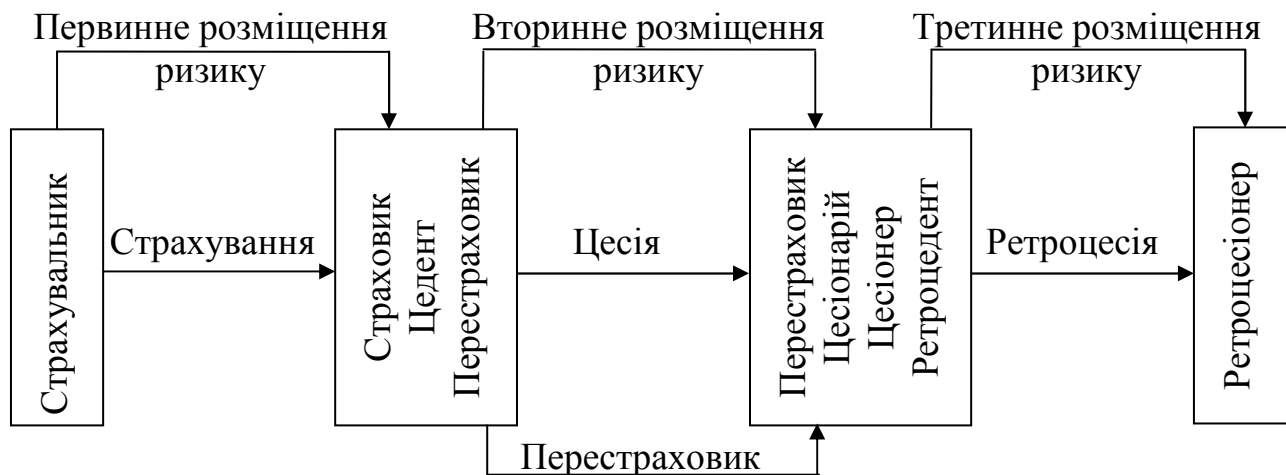 Первинне розміщення
ризику
Вторинне розміщення
ризику
Третинне розміщення
ризику
Страхувальник
Страхування
Страховик
Цедент
Перестраховик
Цесія
Перестраховик
Цесіонарій
Цесіонер
Ретроцедент
Ретроцесія
Ретроцесіонер
Перестраховик